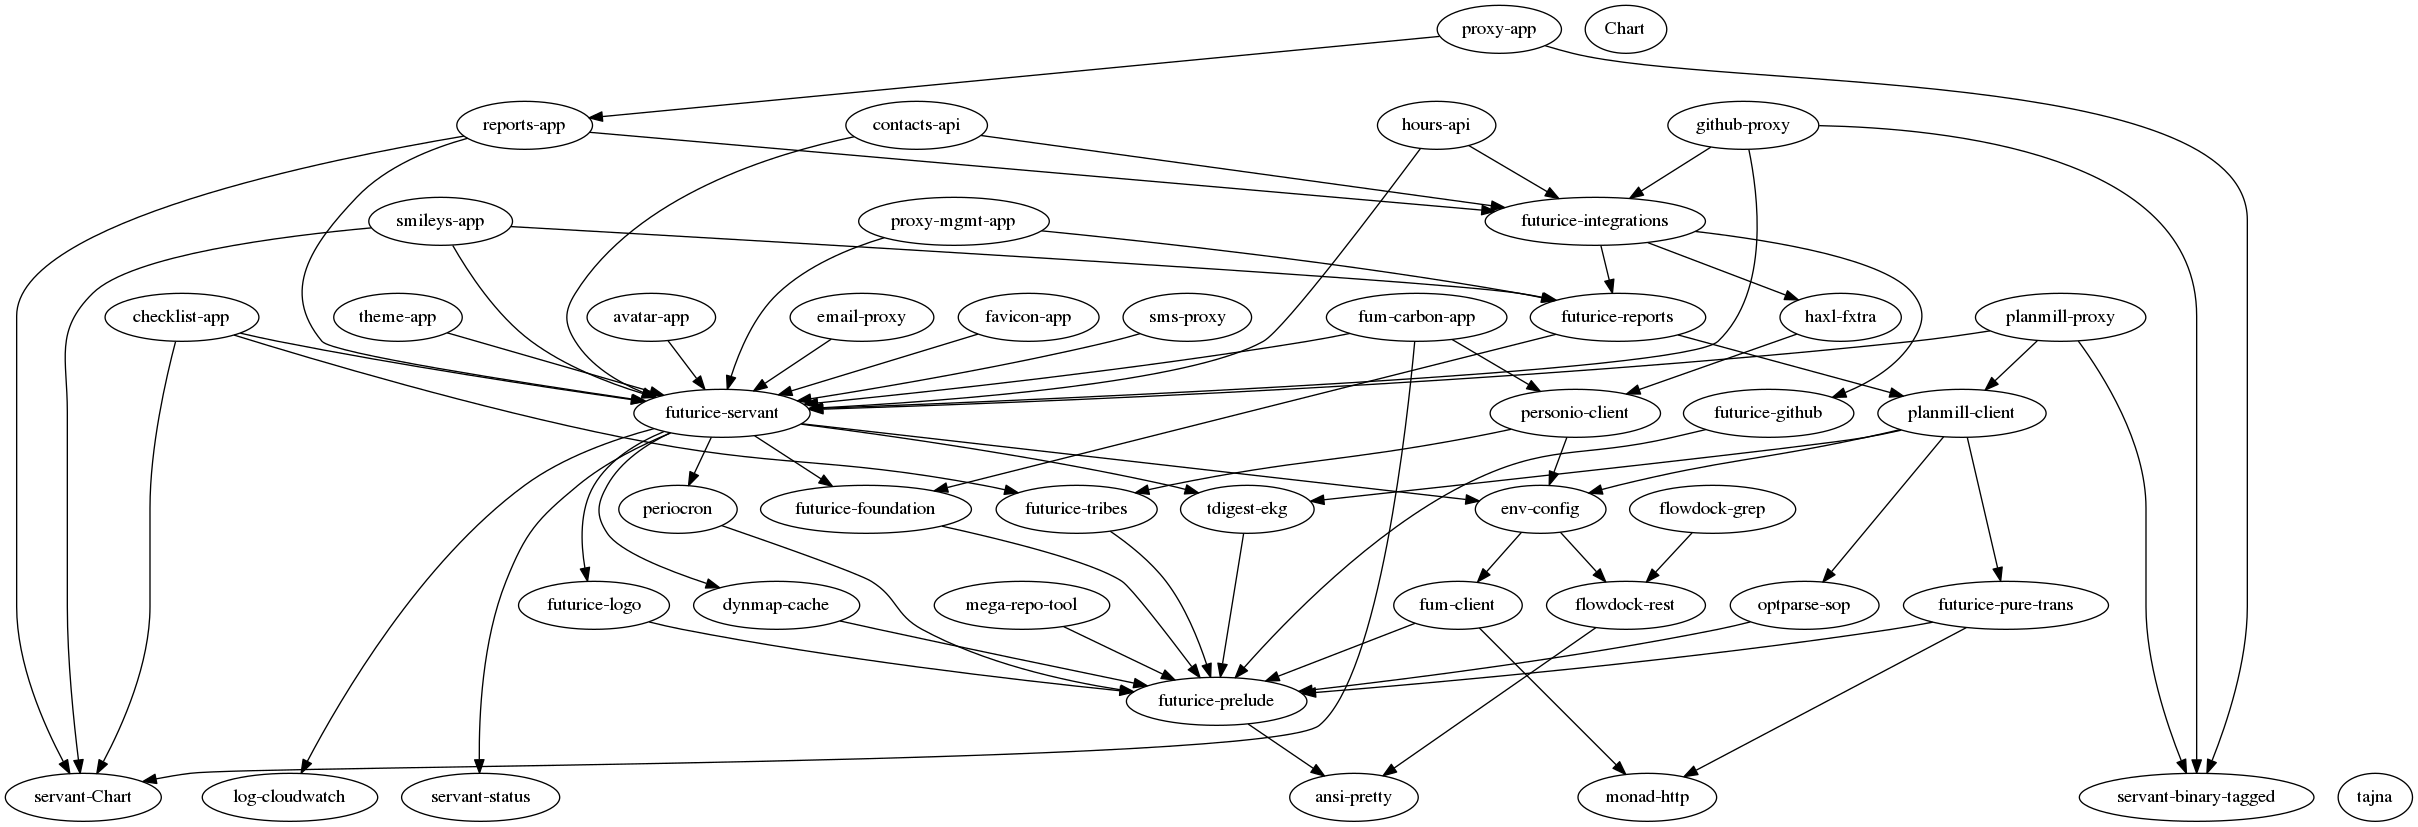 proxy-app
Chart
reports-app
contacts-api
hours-api
github-proxy
smileys-app
proxy-mgmt-app
futurice-integrations
checklist-app
theme-app
avatar-app
email-proxy
favicon-app
sms-proxy
fum-carbon-app
futurice-reports
haxl-fxtra
planmill-proxy
futurice-servant
personio-client
futurice-github
planmill-client
periocron
futurice-foundation
futurice-tribes
tdigest-ekg
env-config
flowdock-grep
futurice-logo
dynmap-cache
mega-repo-tool
fum-client
flowdock-rest
optparse-sop
futurice-pure-trans
futurice-prelude
servant-Chart
log-cloudwatch
servant-status
ansi-pretty
monad-http
servant-binary-tagged
tajna